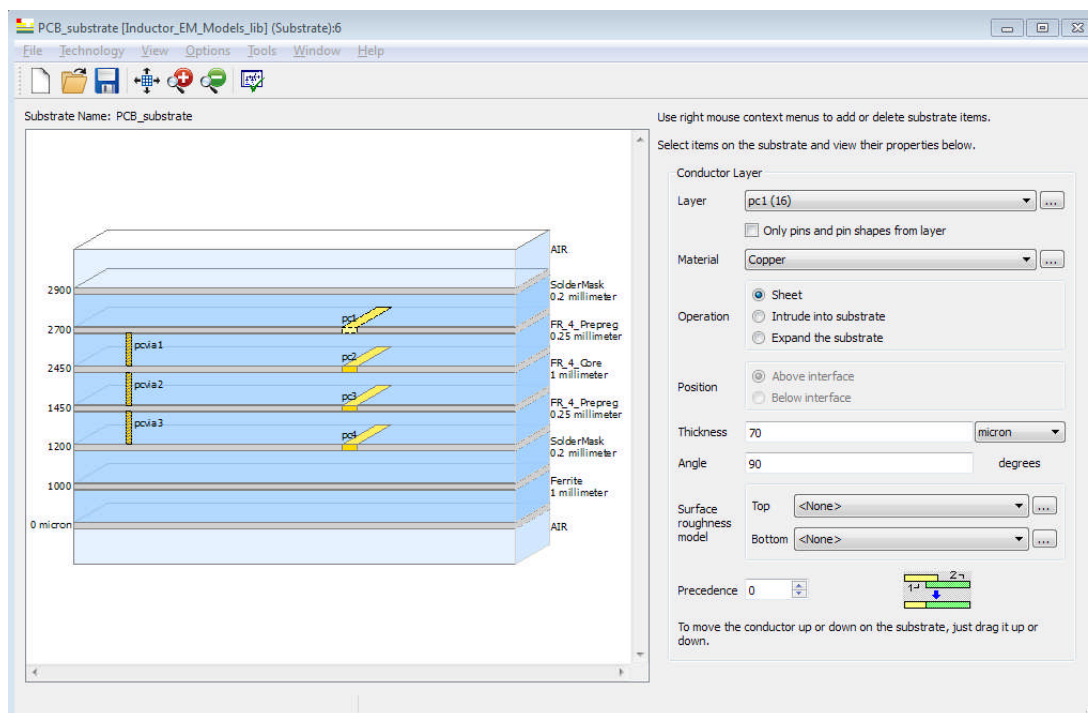 PCB_substrate [Inductor_EM_Models_lib] (Substrate):6
File Technology View Options Tools Window Help
Substrate Name: PCB_substrate
AIR
2900
SolderMask
0.2 millimeter
pc1
2700
FR_4_Prepreg
0.25 millimeter
pcvia1
pc2
2450
FR_4_Core
1 millimeter
pcvia2
pc3
1450
FR_4_Prepreg
0.25 millimeter
pcvia3
pc4
1200
SolderMask
0.2 millimeter
1000
Ferrite
1 millimeter
0 micron
AIR
Use right mouse context menus to add or delete substrate items.
Select items on the substrate and view their properties below.
Conductor Layer
Layer pc1 (16) ...
Only pins and pin shapes from layer
Material Copper ...
Operation
Sheet
Intrude into substrate
Expand the substrate
Position
Above interface
Below interface
Thickness 70 micron
Angle 90 degrees
Surface roughness model
Top <None> ...
Bottom <None> ...
Precedence 0
1 2
To move the conductor up or down on the substrate, just drag it up or
down.